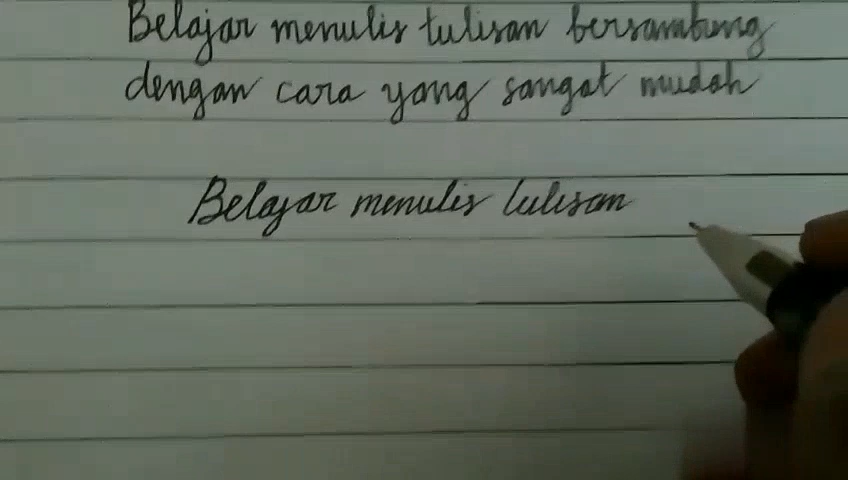 Belajar menulis tulisan bersambung
dengan cara yang sangat mudah
Belajar menulis tulisan